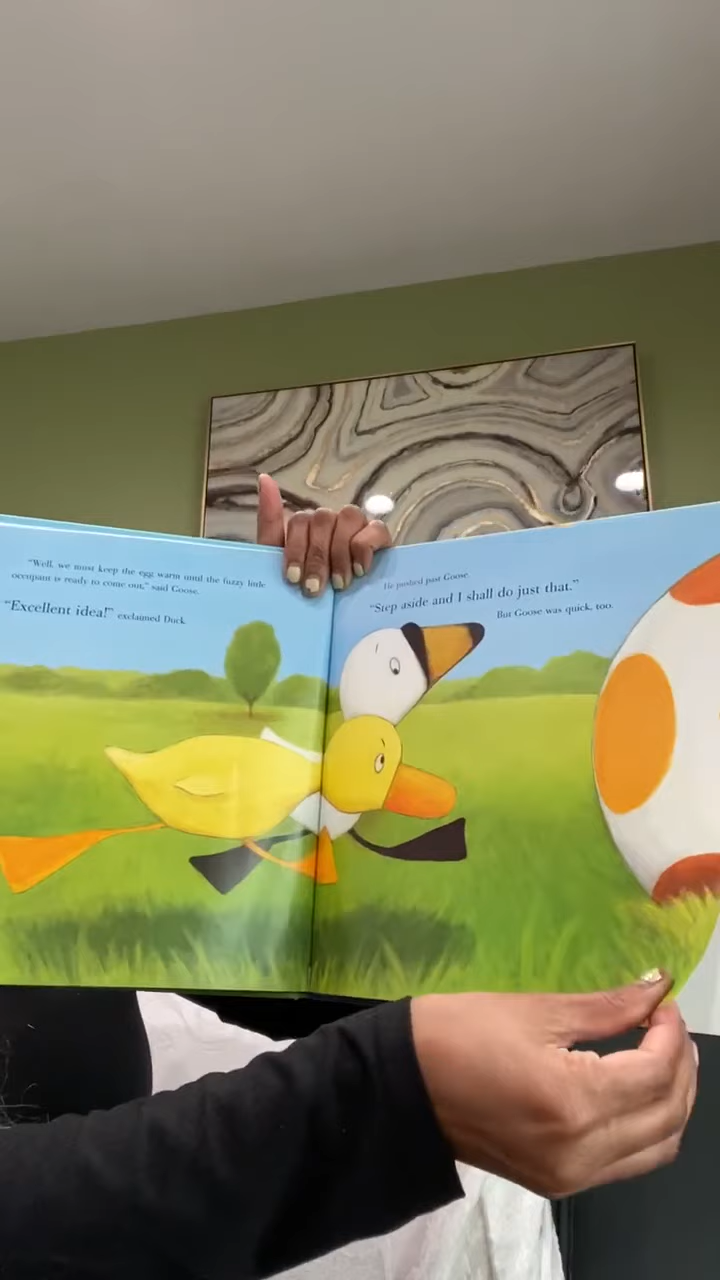 "Well, we must keep the egg warm until the fuzzy little
occupant is ready to come out," said Goose.
"Excellent idea!" exclaimed Duck.
He pushed past Goose.
"Step aside and I shall do just that."
But Goose was quick, too.